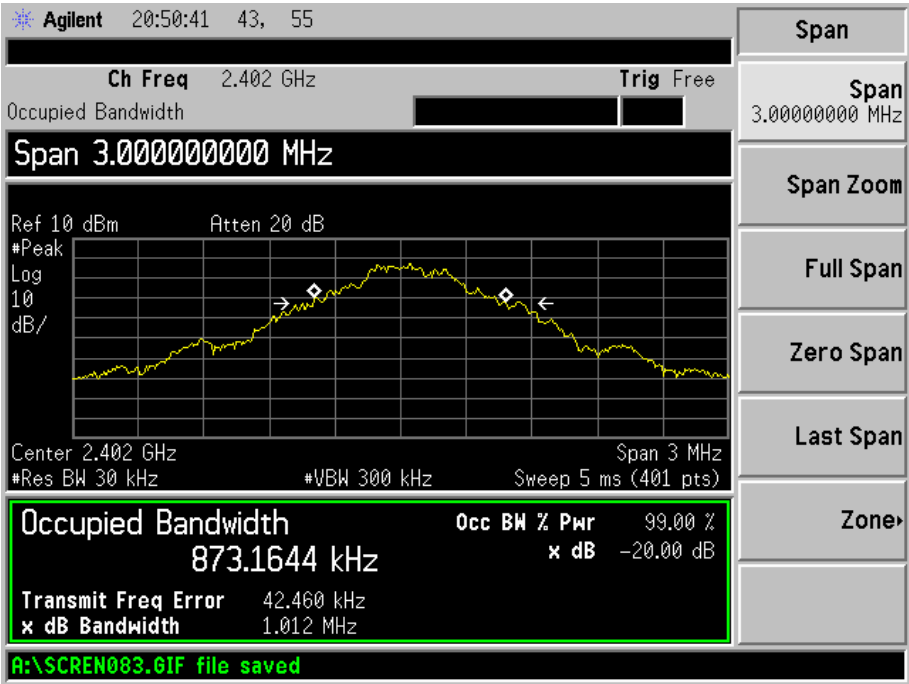 Agilent 20:50:41 43, 55
Ch Freq 2.402 GHz Trig Free
Occupied Bandwidth
Span 3.000000000 MHz
Ref 10 dBm Atten 20 dB
#Peak
Log
10
dB/
Center 2.402 GHz Span 3 MHz
#Res BW 30 kHz #VBW 300 kHz Sweep 5 ms (401 pts)
Occupied Bandwidth Occ BW % Pwr 99.00 %
873.1644 kHz x dB -20.00 dB
Transmit Freq Error 42.460 kHz
x dB Bandwidth 1.012 MHz
A:\SCREN083.GIF file saved
Span
Span
3.00000000 MHz
Span Zoom
Full Span
Zero Span
Last Span
Zone